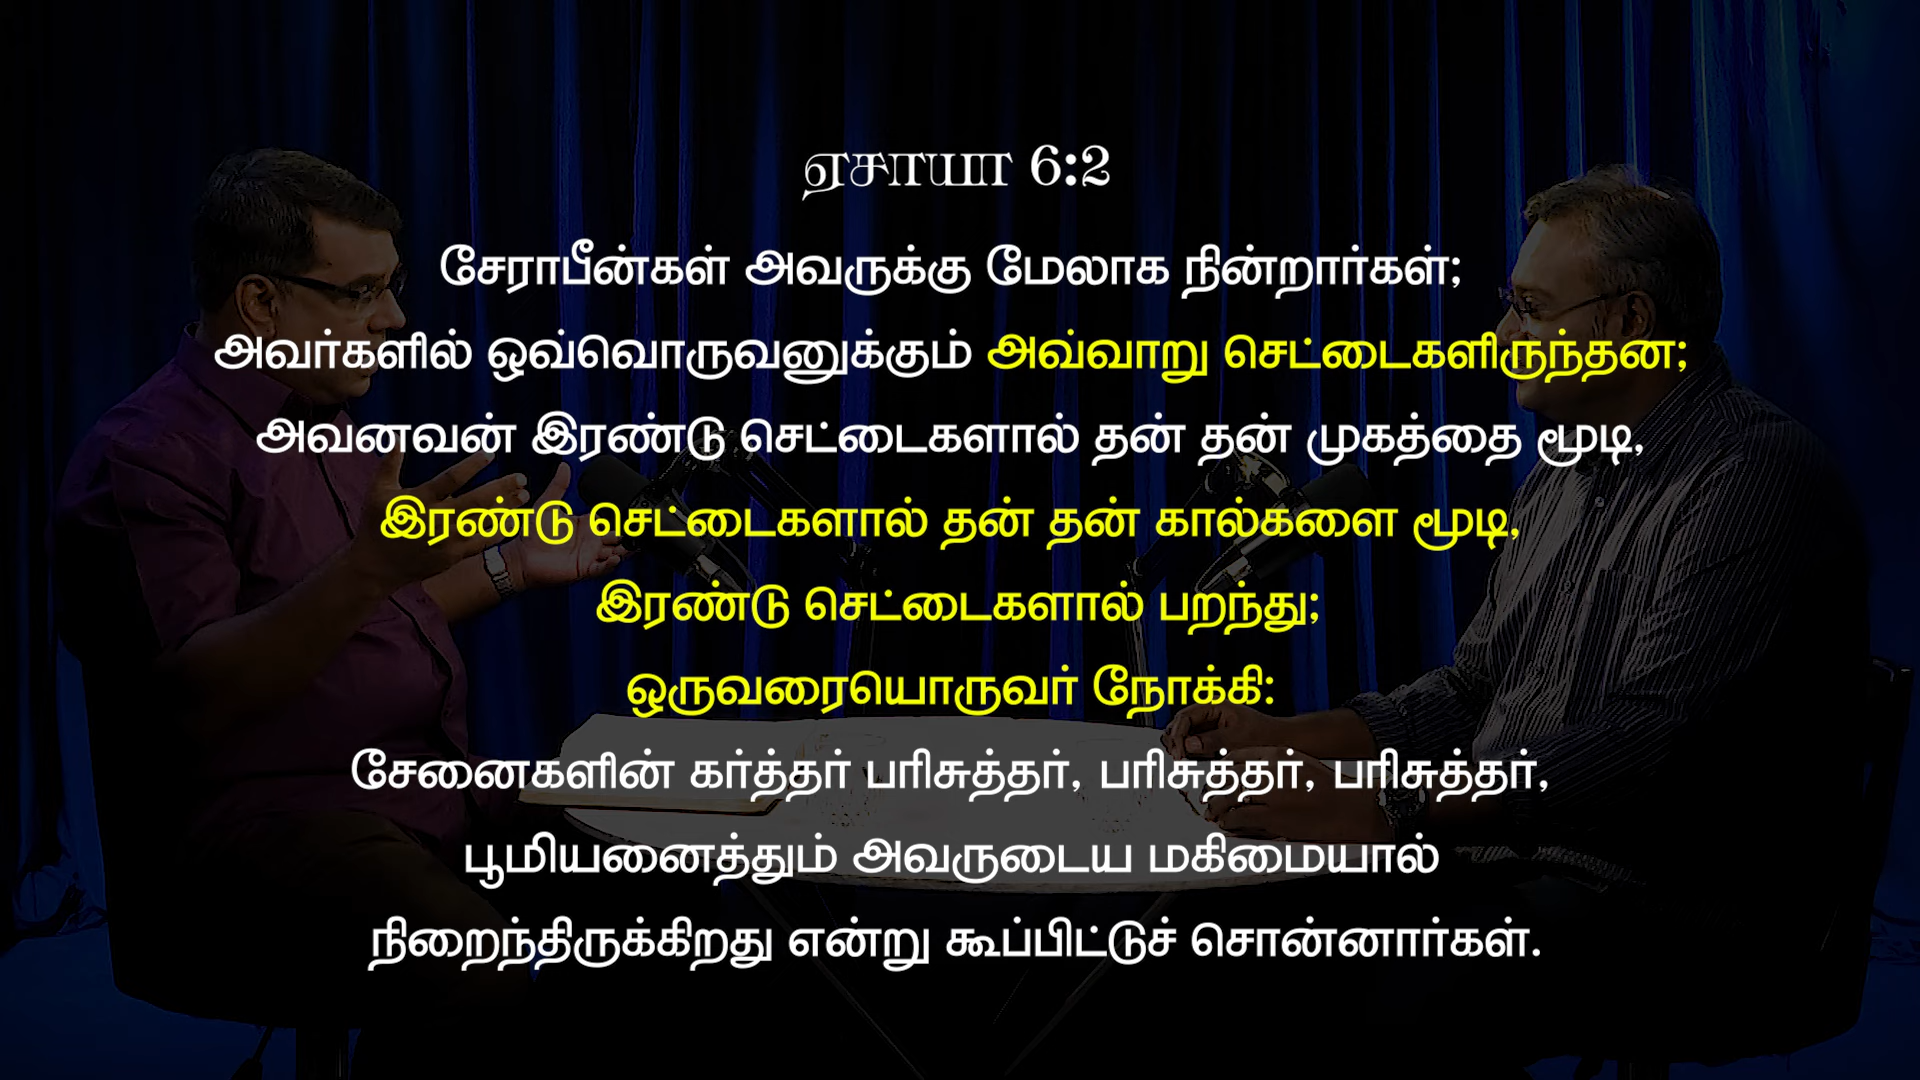 ஏசாயா 6:2
சேராபீன்கள் அவருக்கு மேலாக நின்றார்கள்;
அவர்களில் ஒவ்வொருவனுக்கும் அவ்வாறு செட்டைகளிருந்தன;
அவனவன் இரண்டு செட்டைகளால் தன் தன் முகத்தை மூடி,
இரண்டு செட்டைகளால் தன் தன் கால்களை மூடி,
இரண்டு செட்டைகளால் பறந்து;
ஒருவரையொருவர் நோக்கி:
சேனைகளின் கர்த்தர் பரிசுத்தர், பரிசுத்தர், பரிசுத்தர்,
பூமியனைத்தும் அவருடைய மகிமையால்
நிறைந்திருக்கிறது என்று கூப்பிட்டுச் சொன்னார்கள்.